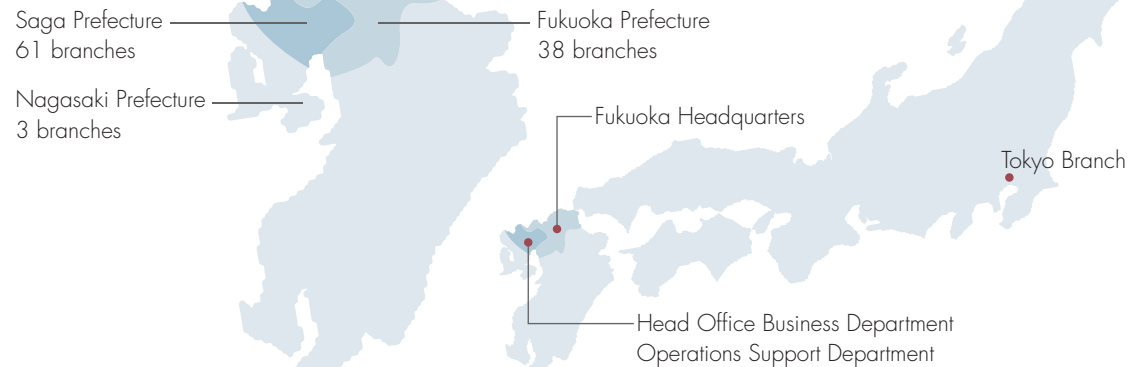 Saga Prefecture
61 branches
Fukuoka Prefecture
38 branches
Nagasaki Prefecture
3 branches
Fukuoka Headquarters
Tokyo Branch
Head Office Business Department
Operations Support Department